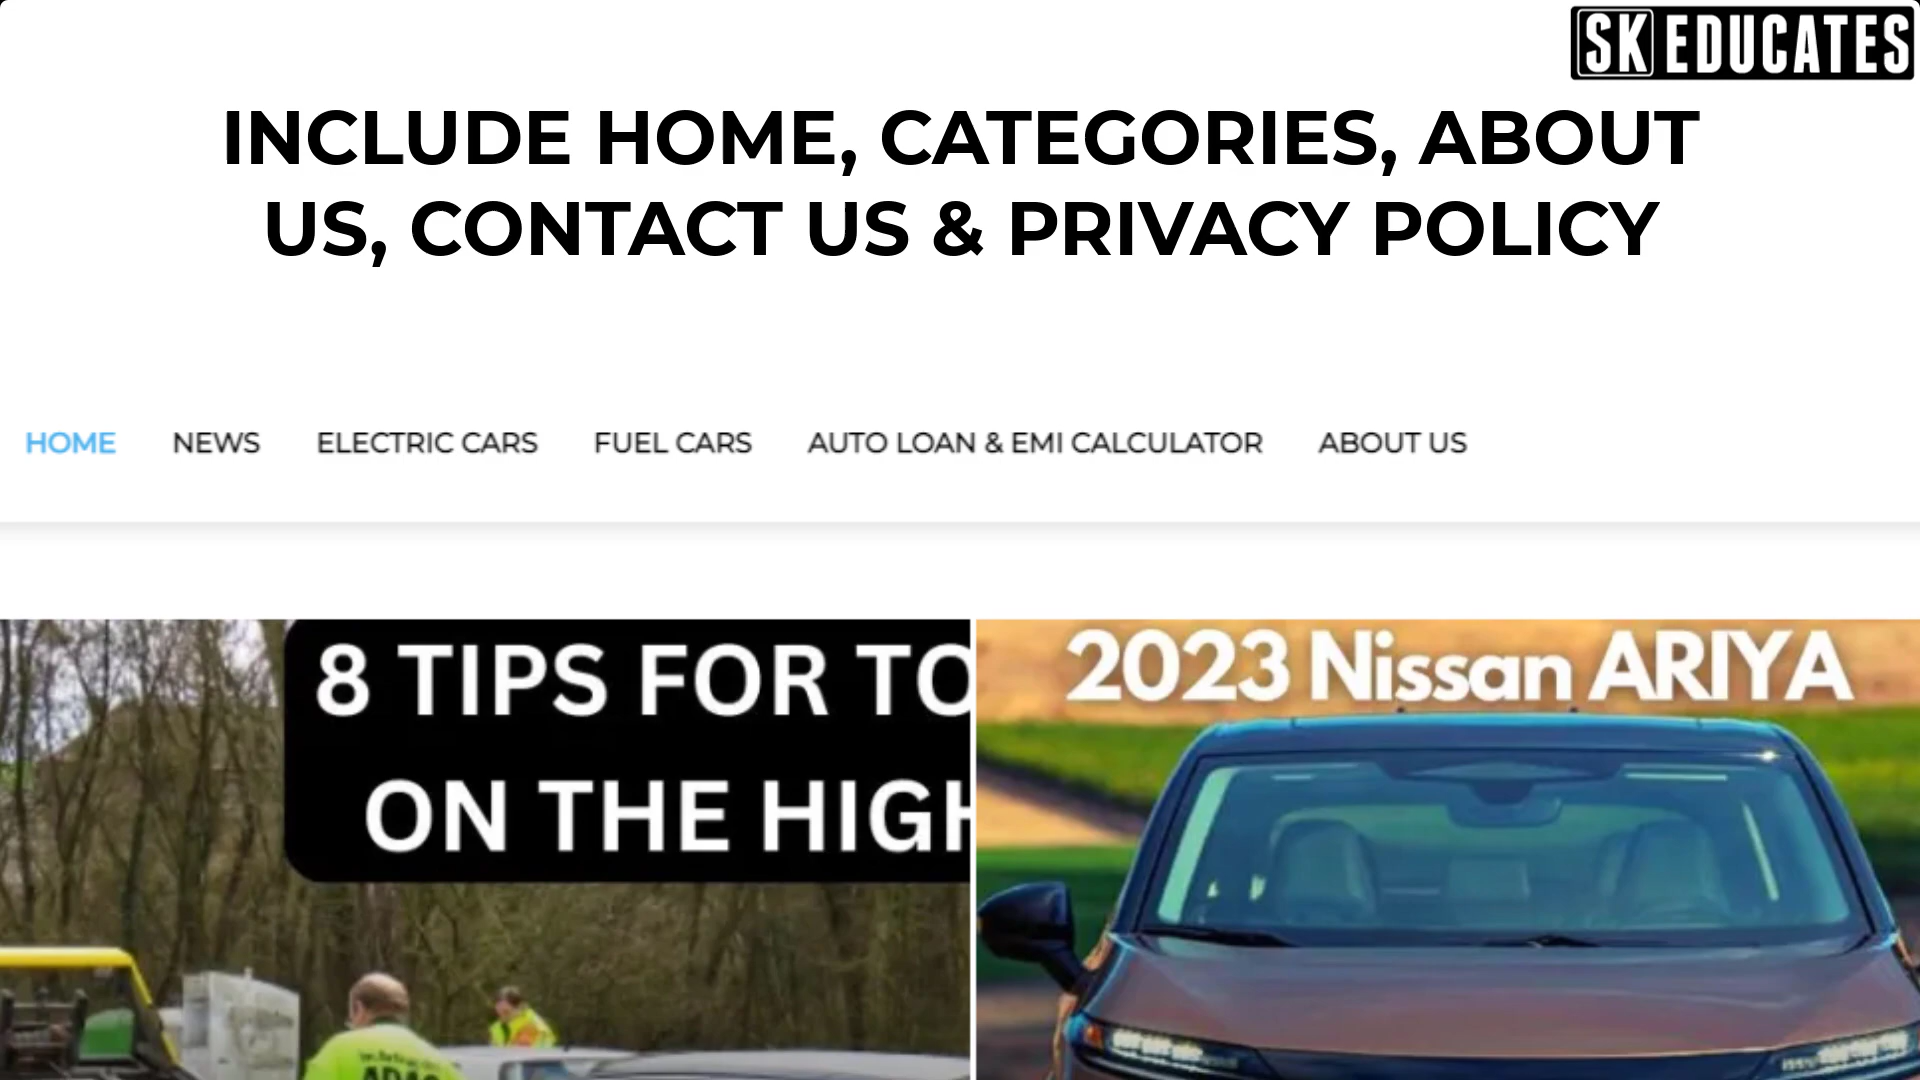 SK EDUCATES
INCLUDE HOME, CATEGORIES, ABOUT
US, CONTACT US & PRIVACY POLICY
HOME NEWS ELECTRIC CARS FUEL CARS AUTO LOAN & EMI CALCULATOR ABOUT US
8 TIPS FOR TO
ON THE HIGH
2023 Nissan ARIYA